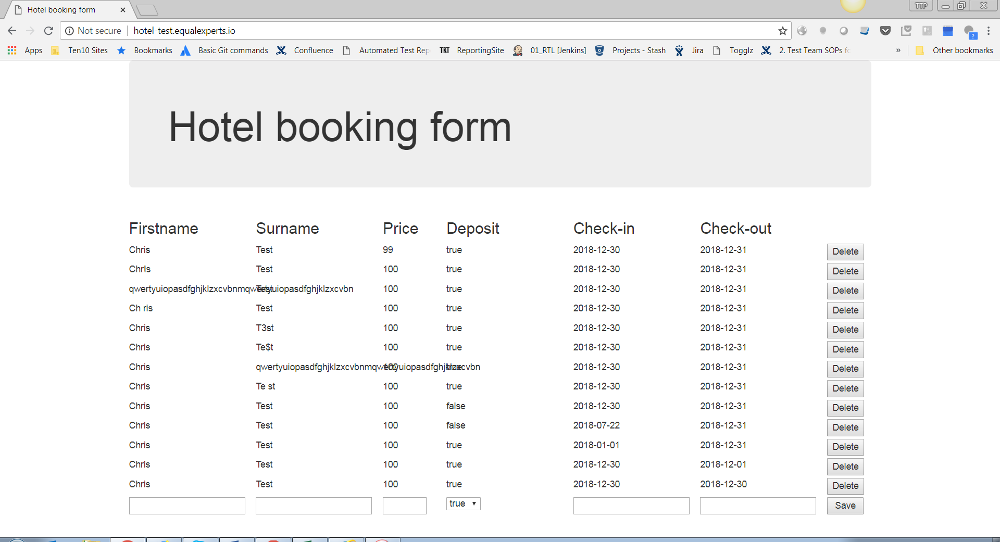 Hotel booking form
TTP
Not secure hotel-test.equalexperts.io
?
Apps Ten10 Sites Bookmarks Basic Git commands Confluence Automated Test Rep TRT ReportingSite 01_RTL [Jenkins] Projects - Stash Jira Togglz 2. Test Team SOPs fo » Other bookmarks
Hotel booking form
Firstname Surname Price Deposit Check-in Check-out
Chris Test 99 true 2018-12-30 2018-12-31 Delete
Chr!s Test 100 true 2018-12-30 2018-12-31 Delete
qwertyuiopasdfghjklzxcvbnmqwertyuiopasdfghjklzxcvbn Test 100 true 2018-12-30 2018-12-31 Delete
Ch ris Test 100 true 2018-12-30 2018-12-31 Delete
Chris T3st 100 true 2018-12-30 2018-12-31 Delete
Chris Te$t 100 true 2018-12-30 2018-12-31 Delete
Chris qwertyuiopasdfghjklzxcvbnmqwertyuiopasdfghjklzxcvbn 100 true 2018-12-30 2018-12-31 Delete
Chris Te st 100 true 2018-12-30 2018-12-31 Delete
Chris Test 100 false 2018-12-30 2018-12-31 Delete
Chris Test 100 false 2018-07-22 2018-12-31 Delete
Chris Test 100 true 2018-01-01 2018-12-31 Delete
Chris Test 100 true 2018-12-30 2018-12-01 Delete
Chris Test 100 true 2018-12-30 2018-12-30 Delete
true Save